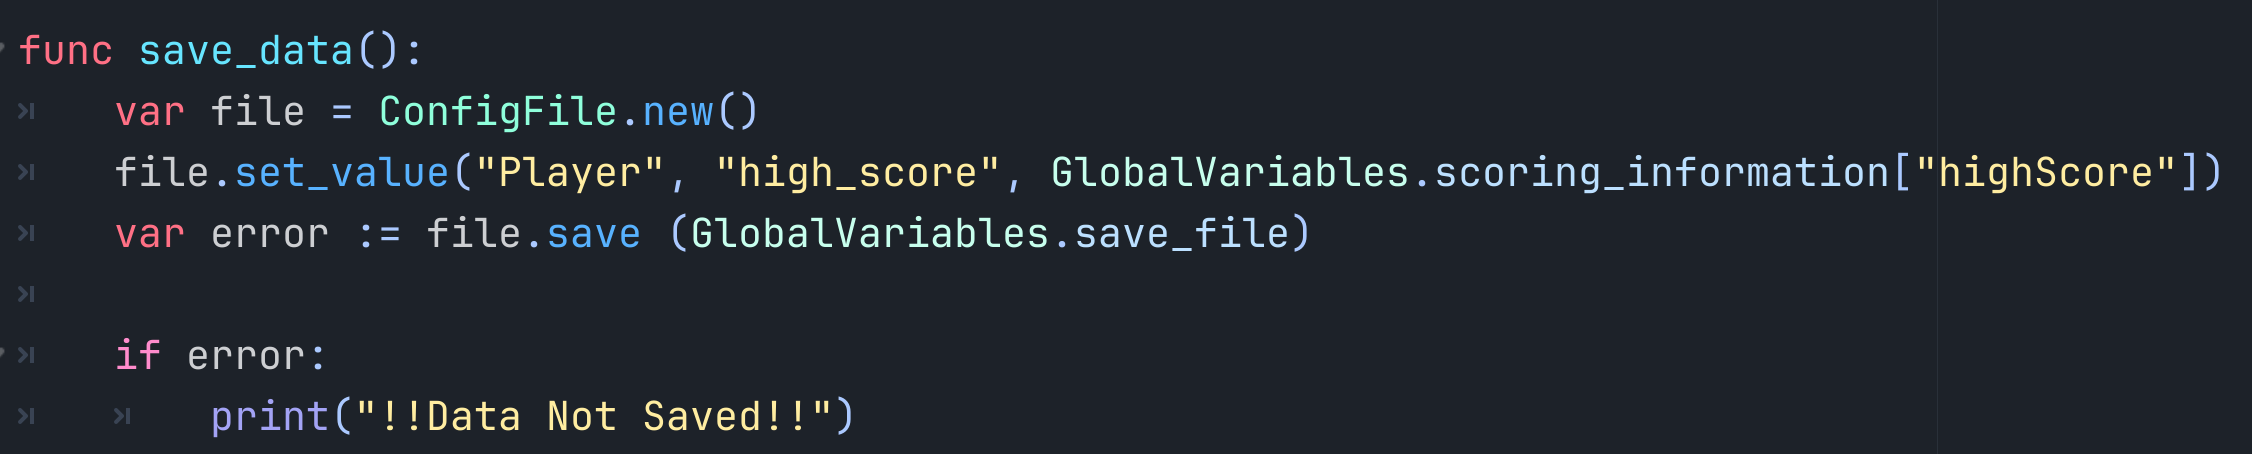 func save_data():
var file = ConfigFile.new()
file.set_value("Player", "high_score", GlobalVariables.scoring_information["highScore"])
var error := file.save (GlobalVariables.save_file)
if error:
print("!!Data Not Saved!!")